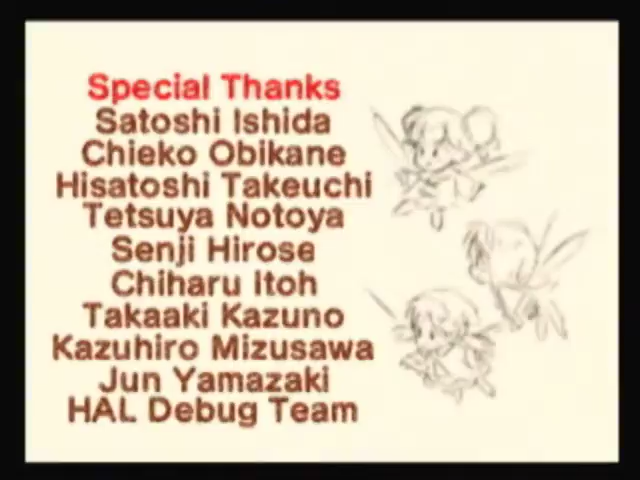 Special Thanks
Satoshi Ishida
Chieko Obikane
Hisatoshi Takeuchi
Tetsuya Notoya
Senji Hirose
Chiharu Itoh
Takaaki Kazuno
Kazuhiro Mizusawa
Jun Yamazaki
HAL Debug Team